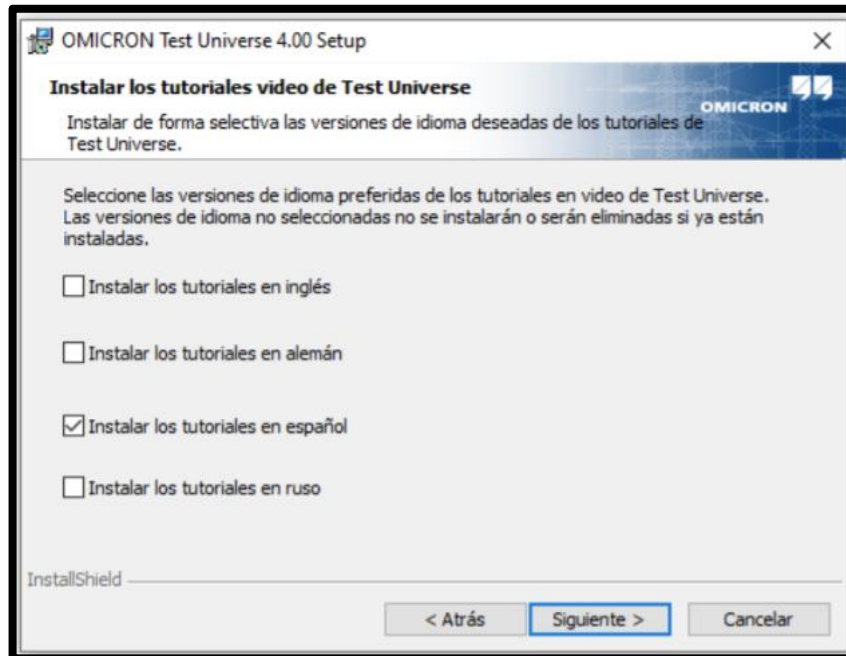 OMICRON Test Universe 4.00 Setup
Instalar los tutoriales video de Test Universe
OMICRON
Instalar de forma selectiva las versiones de idioma deseadas de los tutoriales de
Test Universe.
Seleccione las versiones de idioma preferidas de los tutoriales en video de Test Universe.
Las versiones de idioma no seleccionadas no se instalarán o serán eliminadas si ya están
instaladas.
Instalar los tutoriales en inglés
Instalar los tutoriales en alemán
Instalar los tutoriales en español
Instalar los tutoriales en ruso
InstallShield
< Atrás
Siguiente >
Cancelar